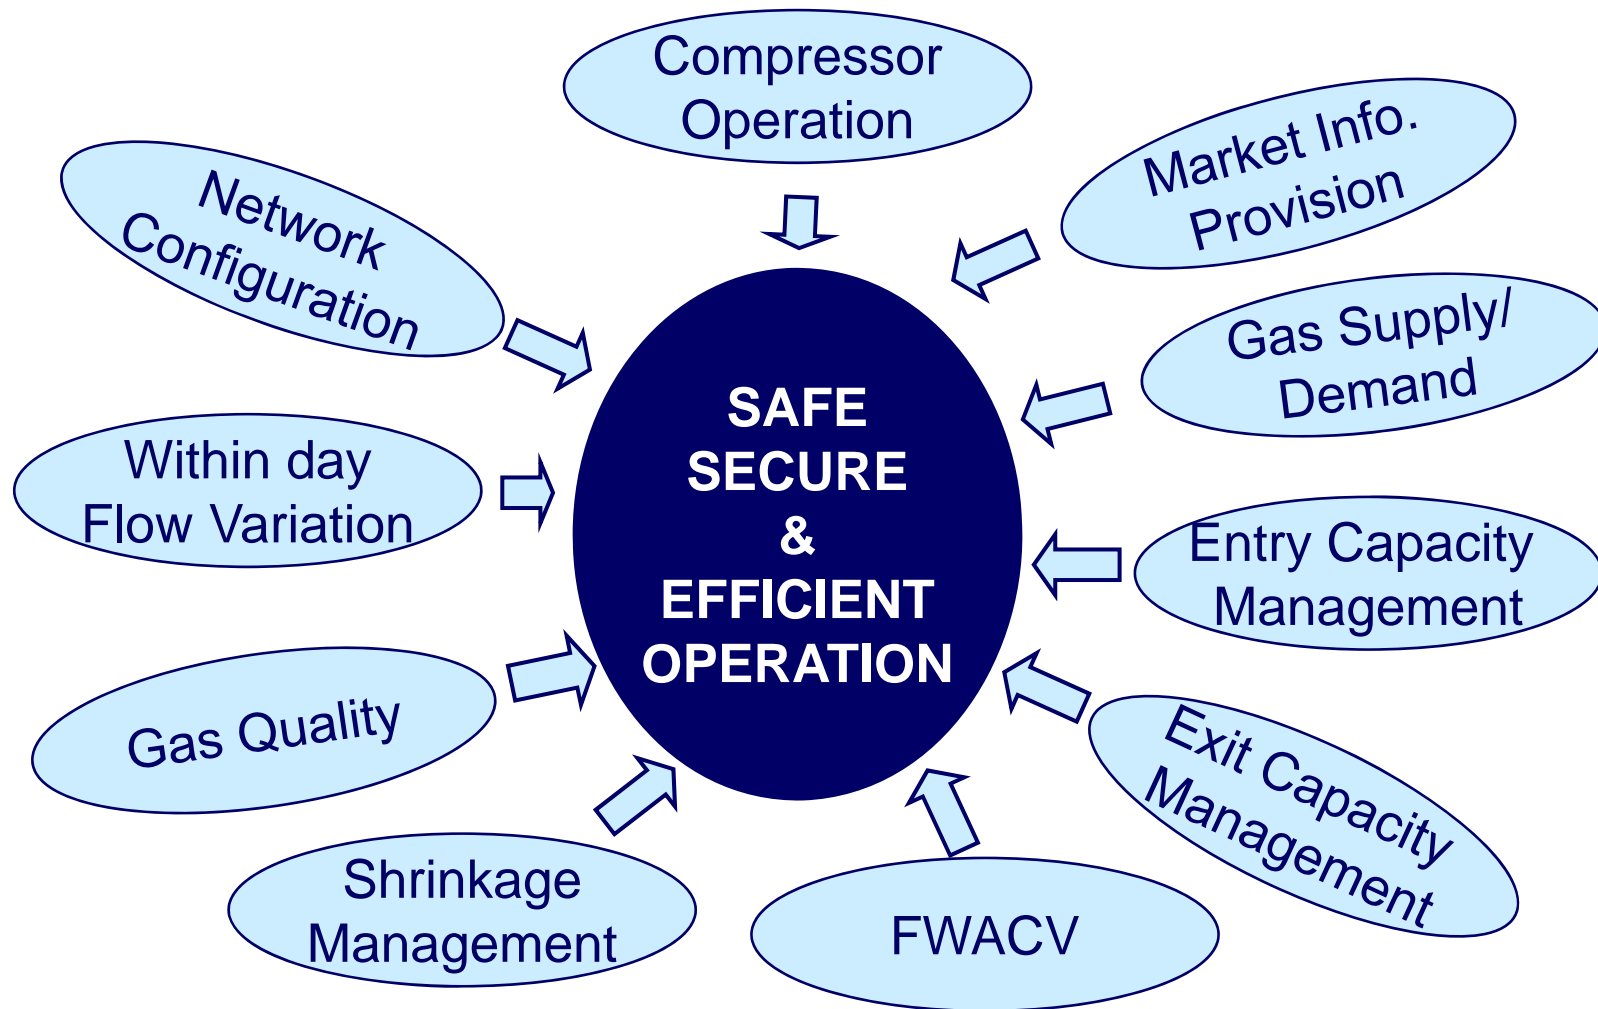 Compressor
Operation
Market Info.
Provision
Network
Configuration
Gas Supply/
Demand
SAFE
SECURE
&
EFFICIENT
OPERATION
Within day
Flow Variation
Entry Capacity
Management
Gas Quality
Exit Capacity
Management
Shrinkage
Management
FWACV